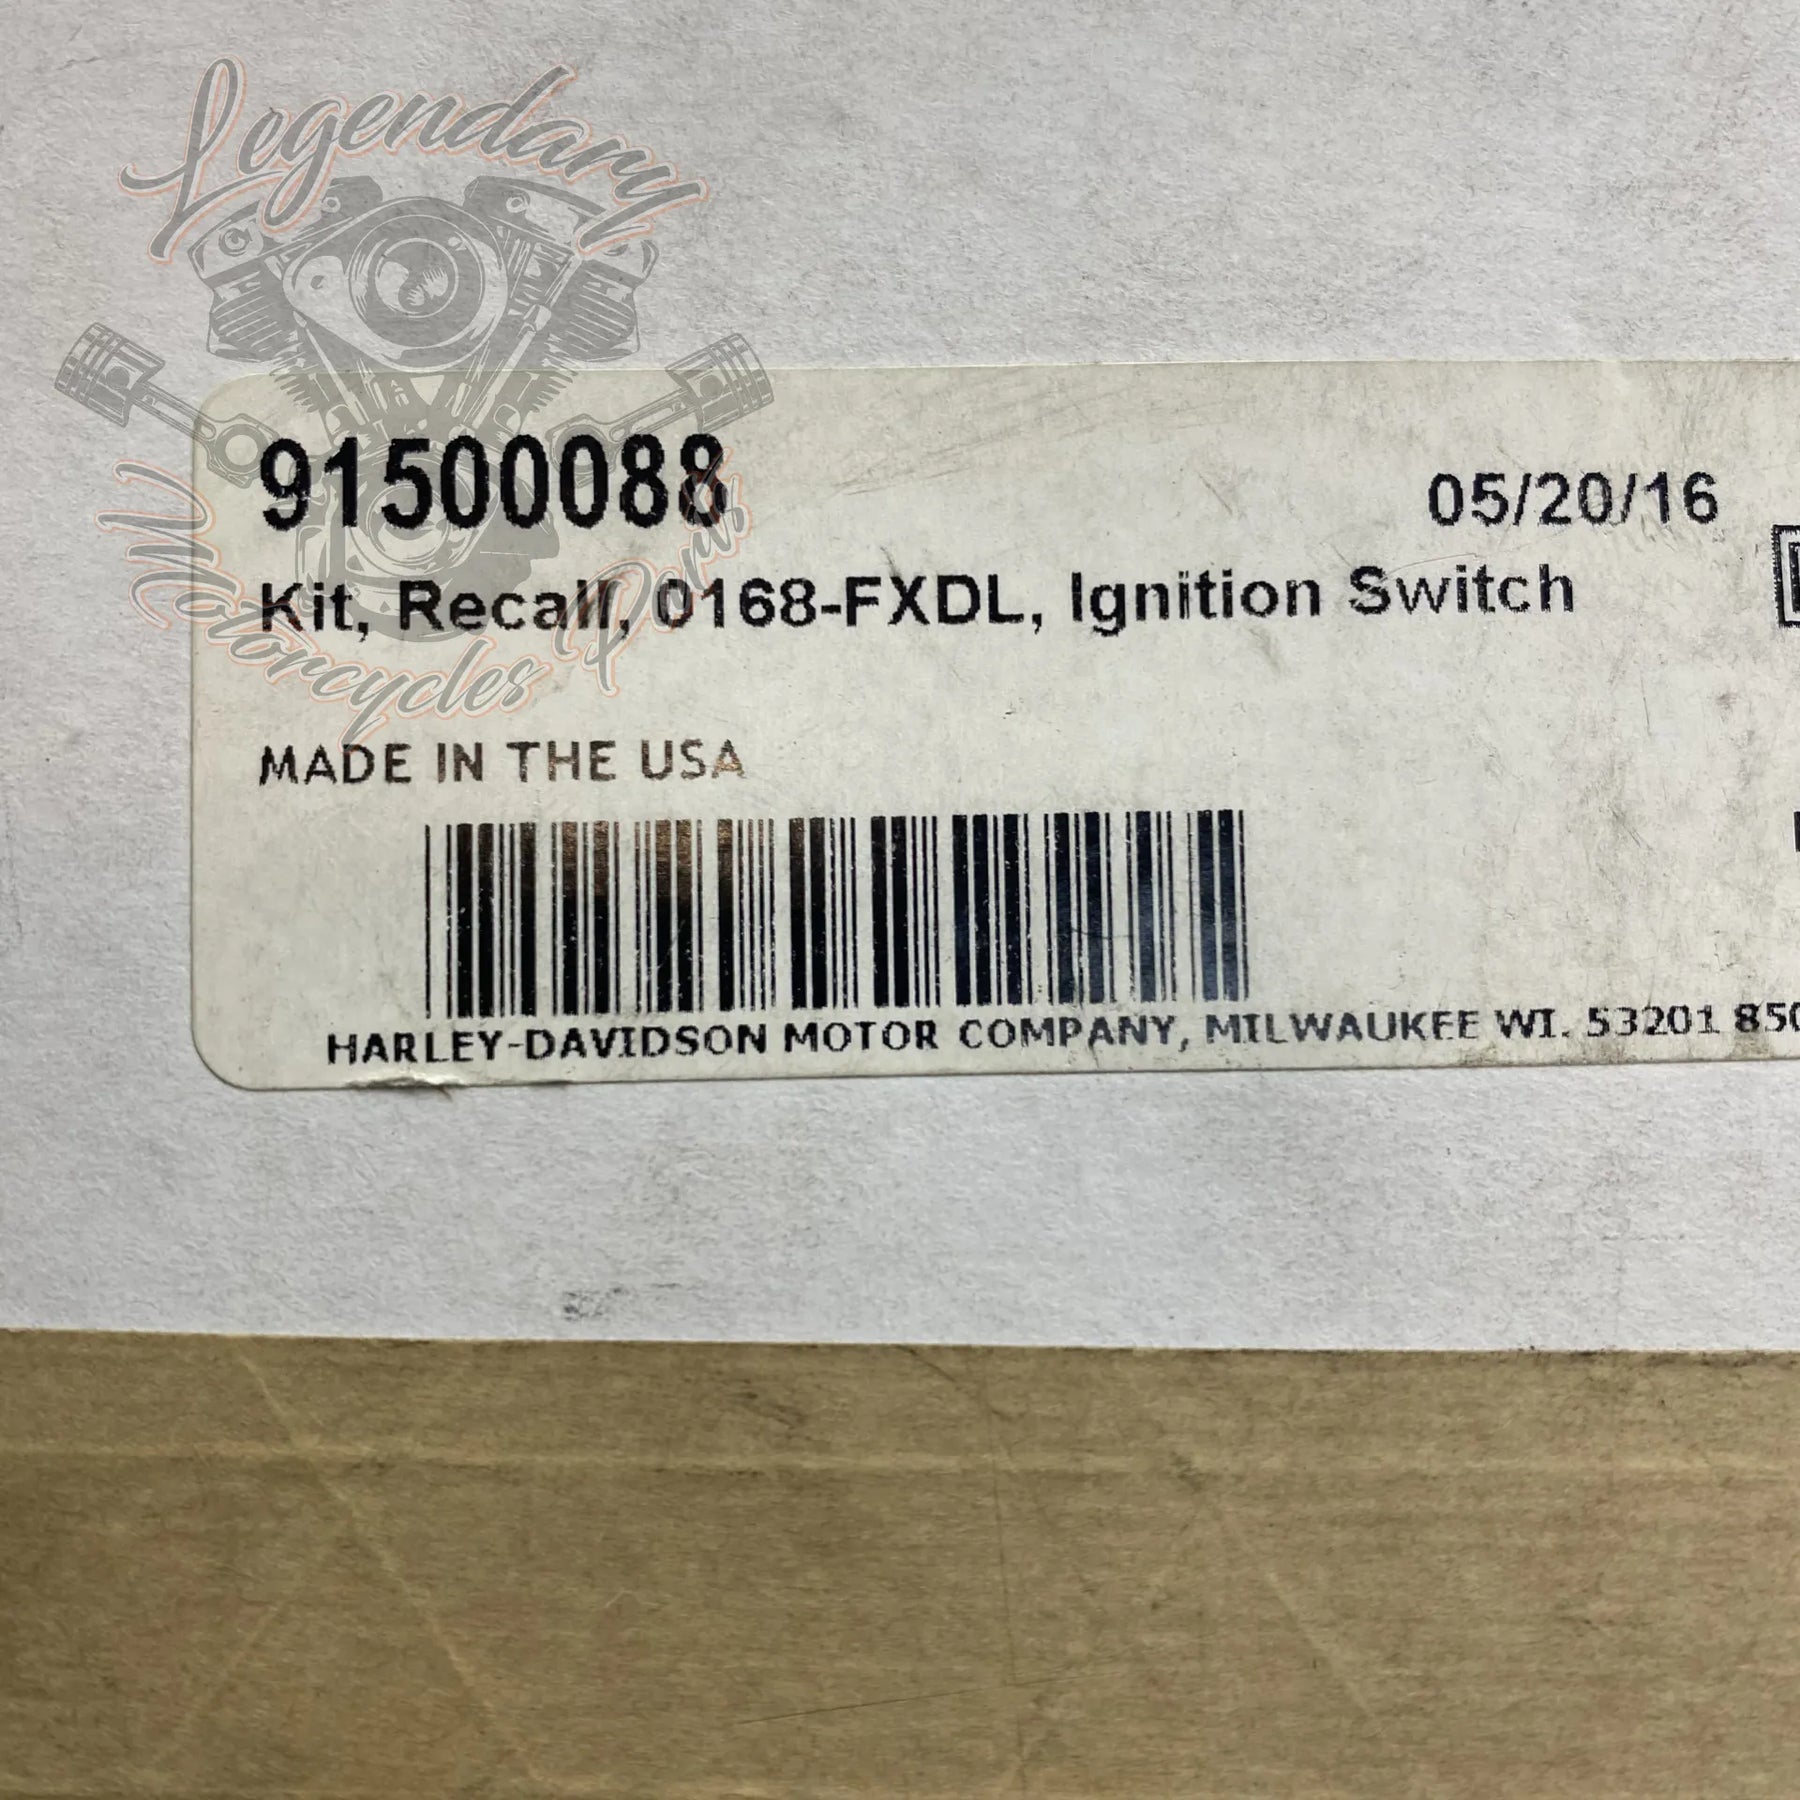 Legendary
Motorcycles Parts
91500088
05/20/16
Kit, Recall, 0168-FXDL, Ignition Switch
MADE IN THE USA
HARLEY-DAVIDSON MOTOR COMPANY, MILWAUKEE WI. 53201 850